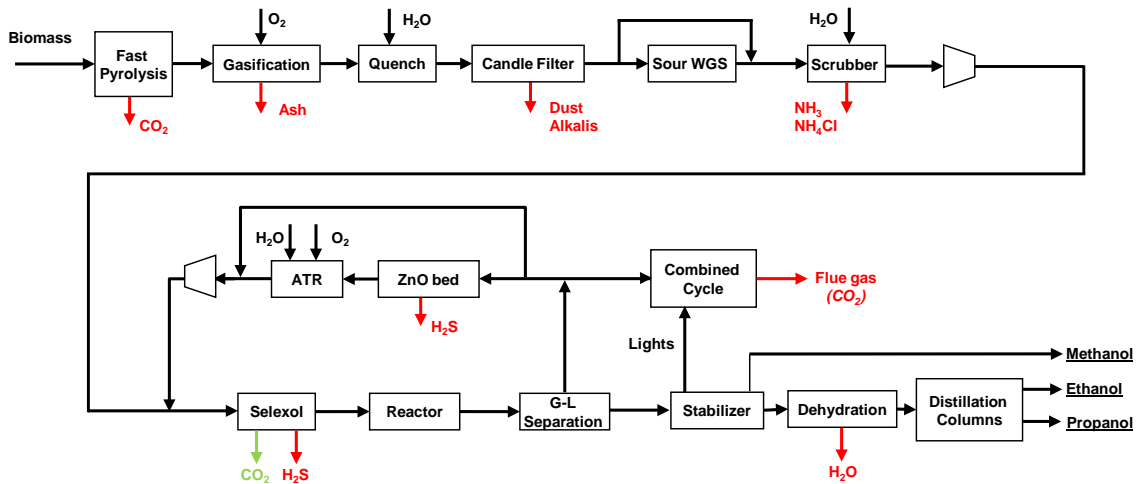 O₂
H₂O
H₂O
Biomass
Fast
Pyrolysis
Gasification
Quench
Candle Filter
Sour WGS
Scrubber
CO₂
Ash
Dust
Alkalis
NH₃
NH₄Cl
H₂O
O₂
ATR
ZnO bed
Combined
Cycle
Flue gas
(CO₂)
H₂S
Lights
Methanol
Selexol
Reactor
G-L
Separation
Stabilizer
Dehydration
Distillation
Columns
Ethanol
Propanol
CO₂
H₂S
H₂O